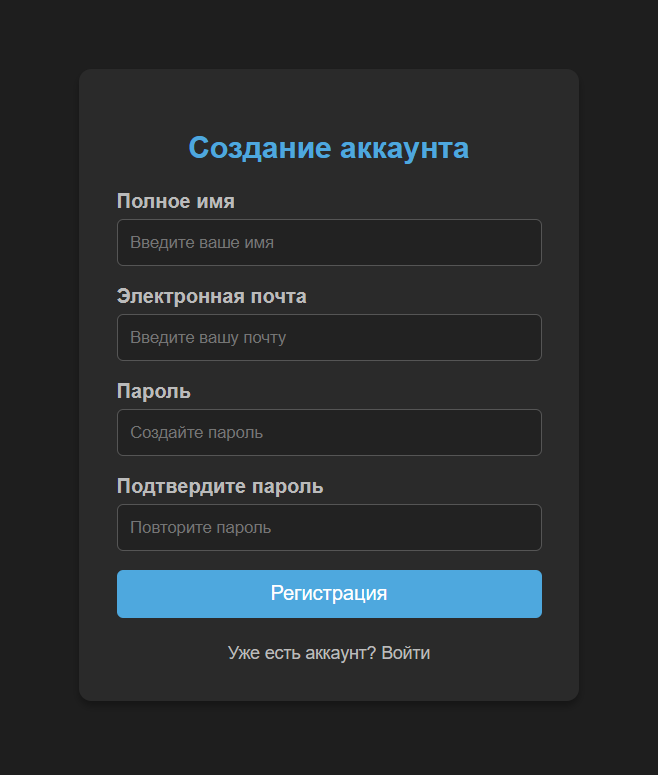 Создание аккаунта
Полное имя
Введите ваше имя
Электронная почта
Введите вашу почту
Пароль
Создайте пароль
Подтвердите пароль
Повторите пароль
Регистрация
Уже есть аккаунт? Войти